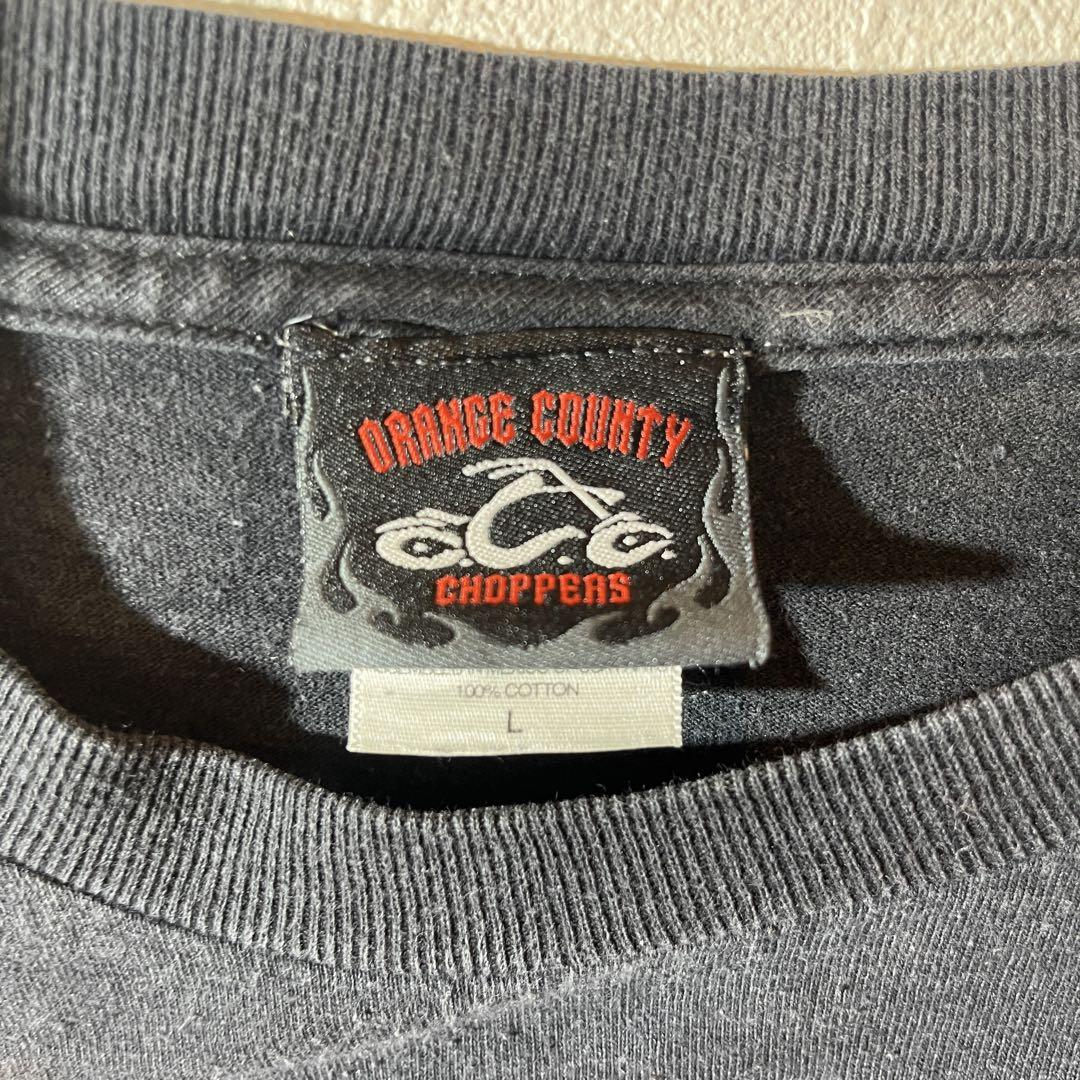 ORANGE COUNTY
O.C.C.
CHOPPERS
100% COTTON
L